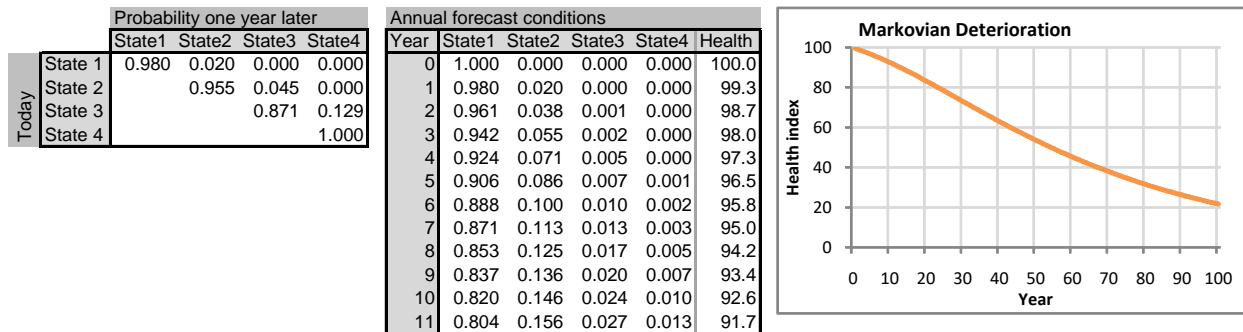 Probability one year later
State1 State2 State3 State4
Today
State 1 0.980 0.020 0.000 0.000
State 2 0.955 0.045 0.000
State 3 0.871 0.129
State 4 1.000
Annual forecast conditions
Year State1 State2 State3 State4 Health
0 1.000 0.000 0.000 0.000 100.0
1 0.980 0.020 0.000 0.000 99.3
2 0.961 0.038 0.001 0.000 98.7
3 0.942 0.055 0.002 0.000 98.0
4 0.924 0.071 0.005 0.000 97.3
5 0.906 0.086 0.007 0.001 96.5
6 0.888 0.100 0.010 0.002 95.8
7 0.871 0.113 0.013 0.003 95.0
8 0.853 0.125 0.017 0.005 94.2
9 0.837 0.136 0.020 0.007 93.4
10 0.820 0.146 0.024 0.010 92.6
11 0.804 0.156 0.027 0.013 91.7
Markovian Deterioration
Health index
100
80
60
40
20
0
0 10 20 30 40 50 60 70 80 90 100
Year